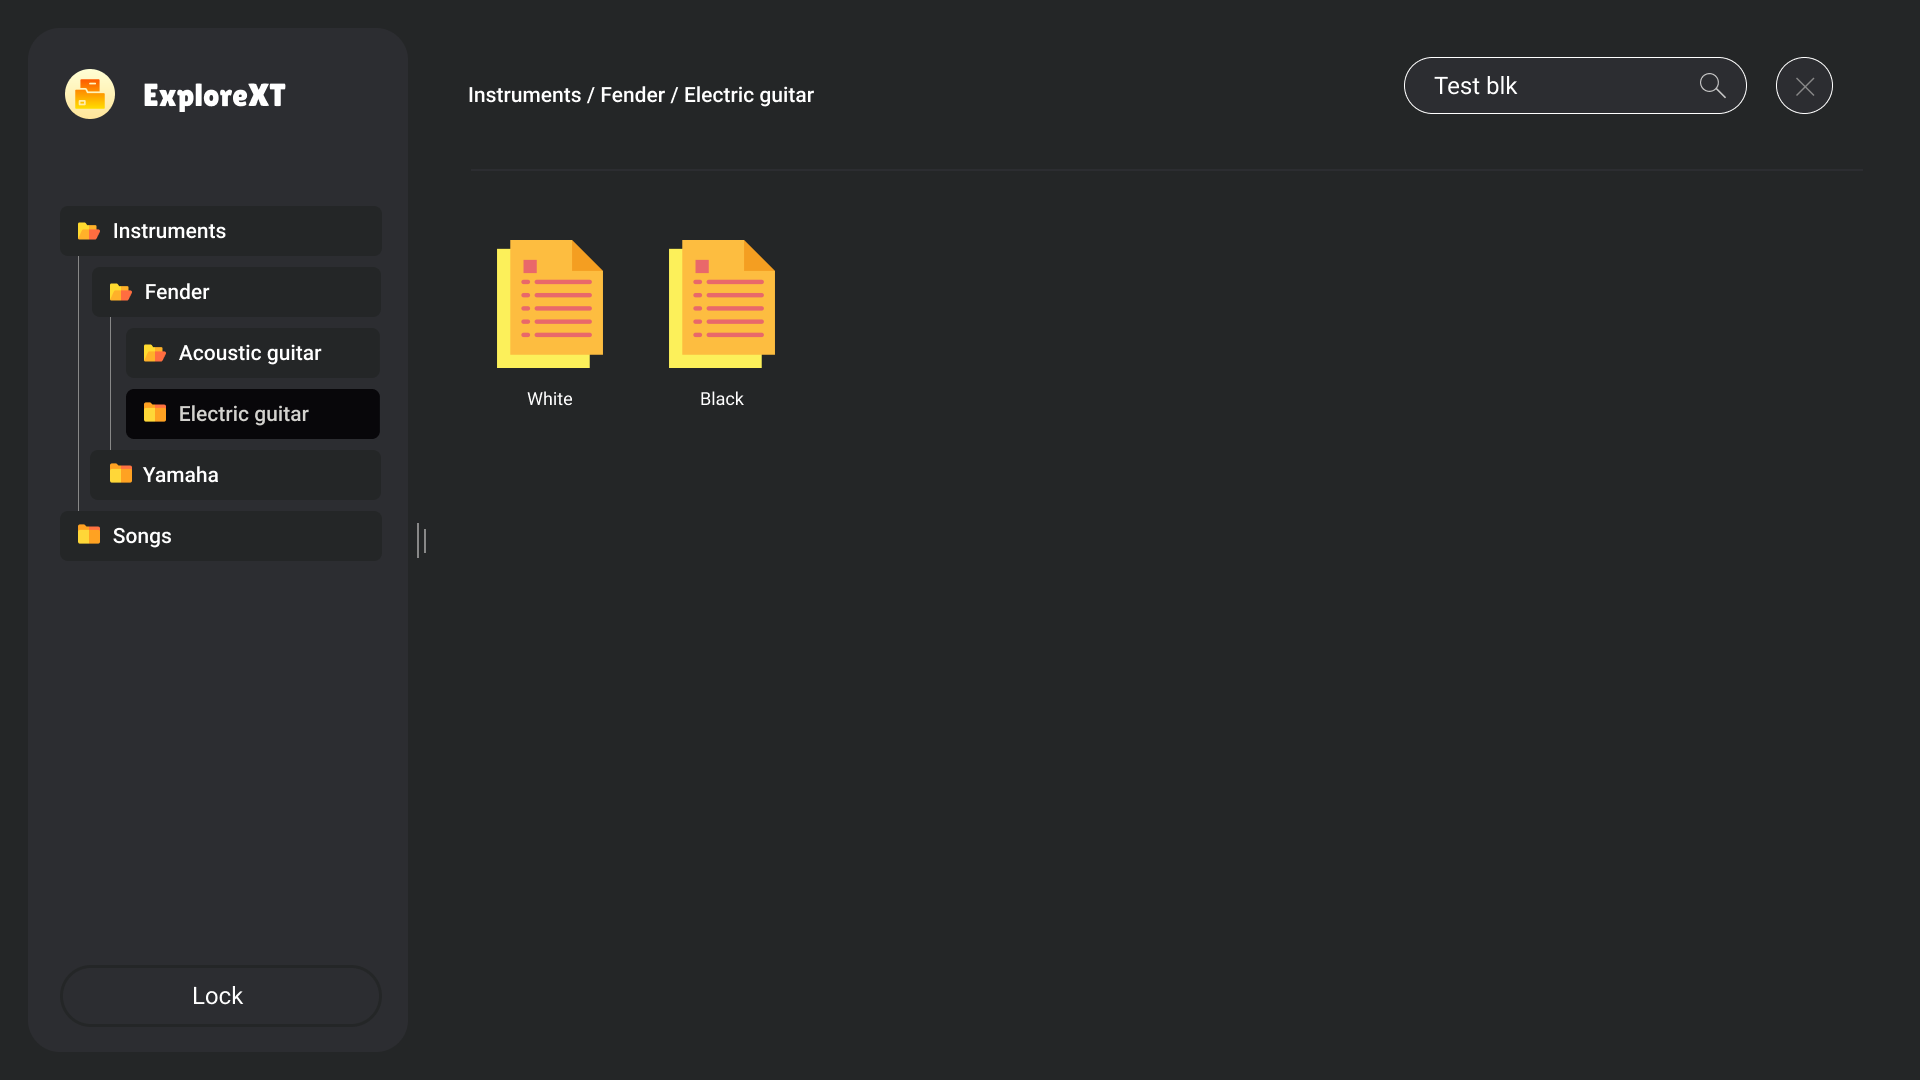 ExploreXT
Instruments / Fender / Electric guitar
Test blk
Instruments
Fender
Acoustic guitar
Electric guitar
Yamaha
Songs
White
Black
Lock